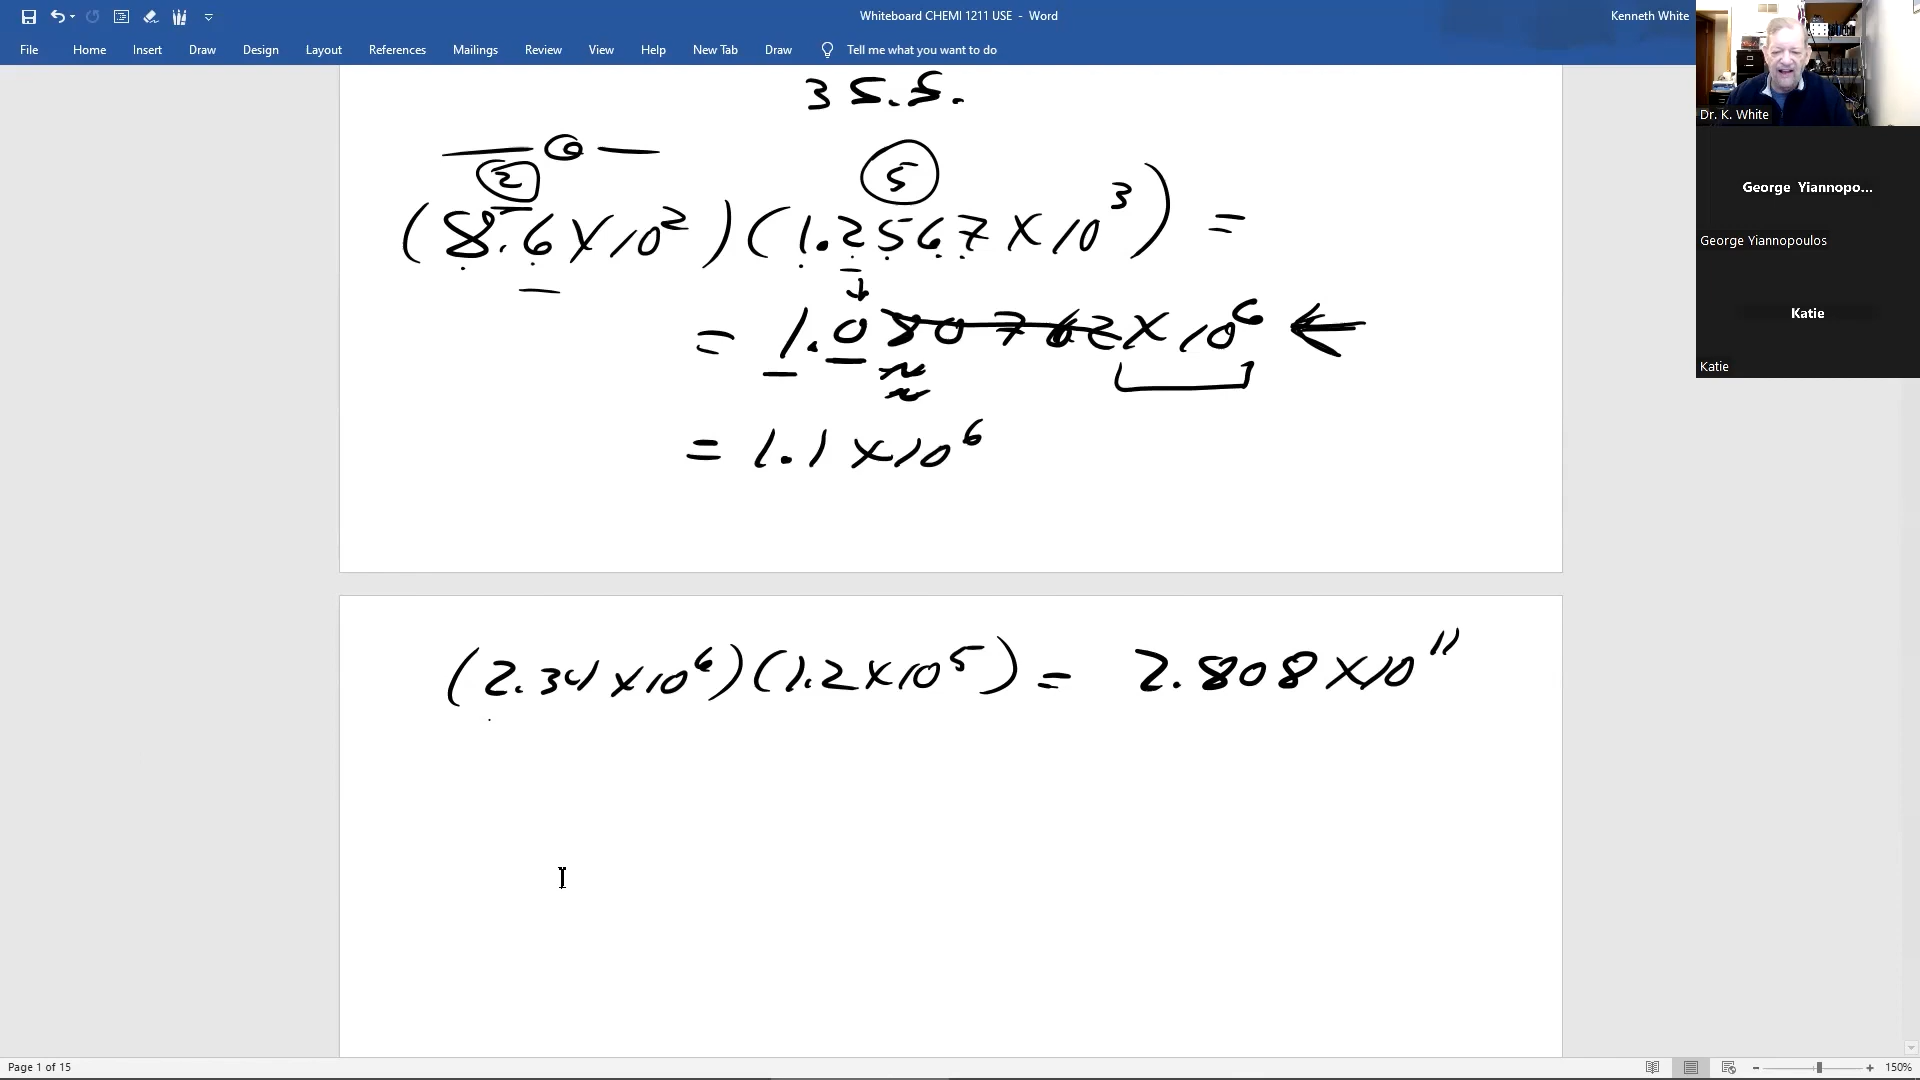 Whiteboard CHEMI 1211 USE - Word
Kenneth White
File Home Insert Draw Design Layout References Mailings Review View Help New Tab Draw Tell me what you want to do
Dr. K. White
George Yiannopo...
George Yiannopoulos
Katie
Katie
3 S.S.
2 5
(8.6 X 10^2)(1.2567 X 10^3) =
= 1.080762 X 10^6
= 1.1 X 10^6
(2.34 X 10^6)(1.2 X 10^5) = 2.808 X 10^11
Page 1 of 15
150%